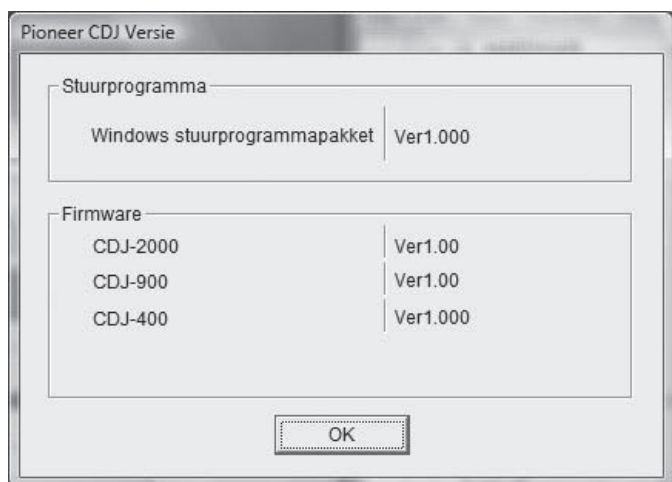 Pioneer CDJ Versie
Stuurprogramma
Windows stuurprogrammapakket Ver1.000
Firmware
CDJ-2000 Ver1.00
CDJ-900 Ver1.00
CDJ-400 Ver1.000
OK